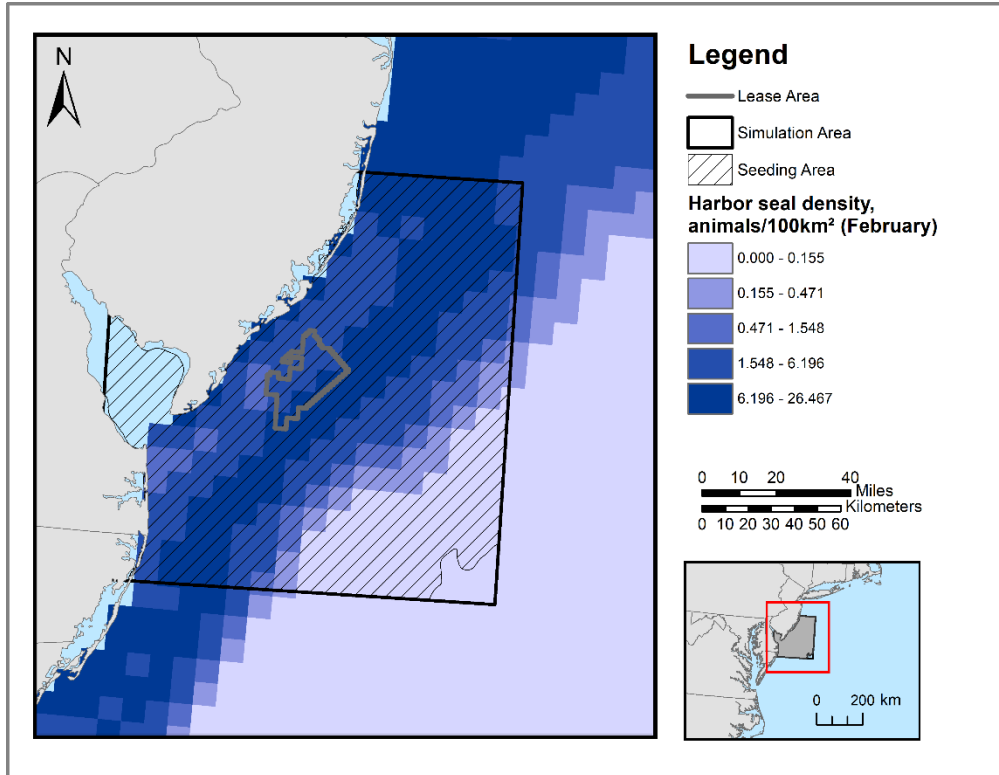 N
Legend
Lease Area
Simulation Area
Seeding Area
Harbor seal density,
animals/100km² (February)
0.000 - 0.155
0.155 - 0.471
0.471 - 1.548
1.548 - 6.196
6.196 - 26.467
0 10 20 40
Miles
Kilometers
0 10 20 30 40 50 60
0 200 km